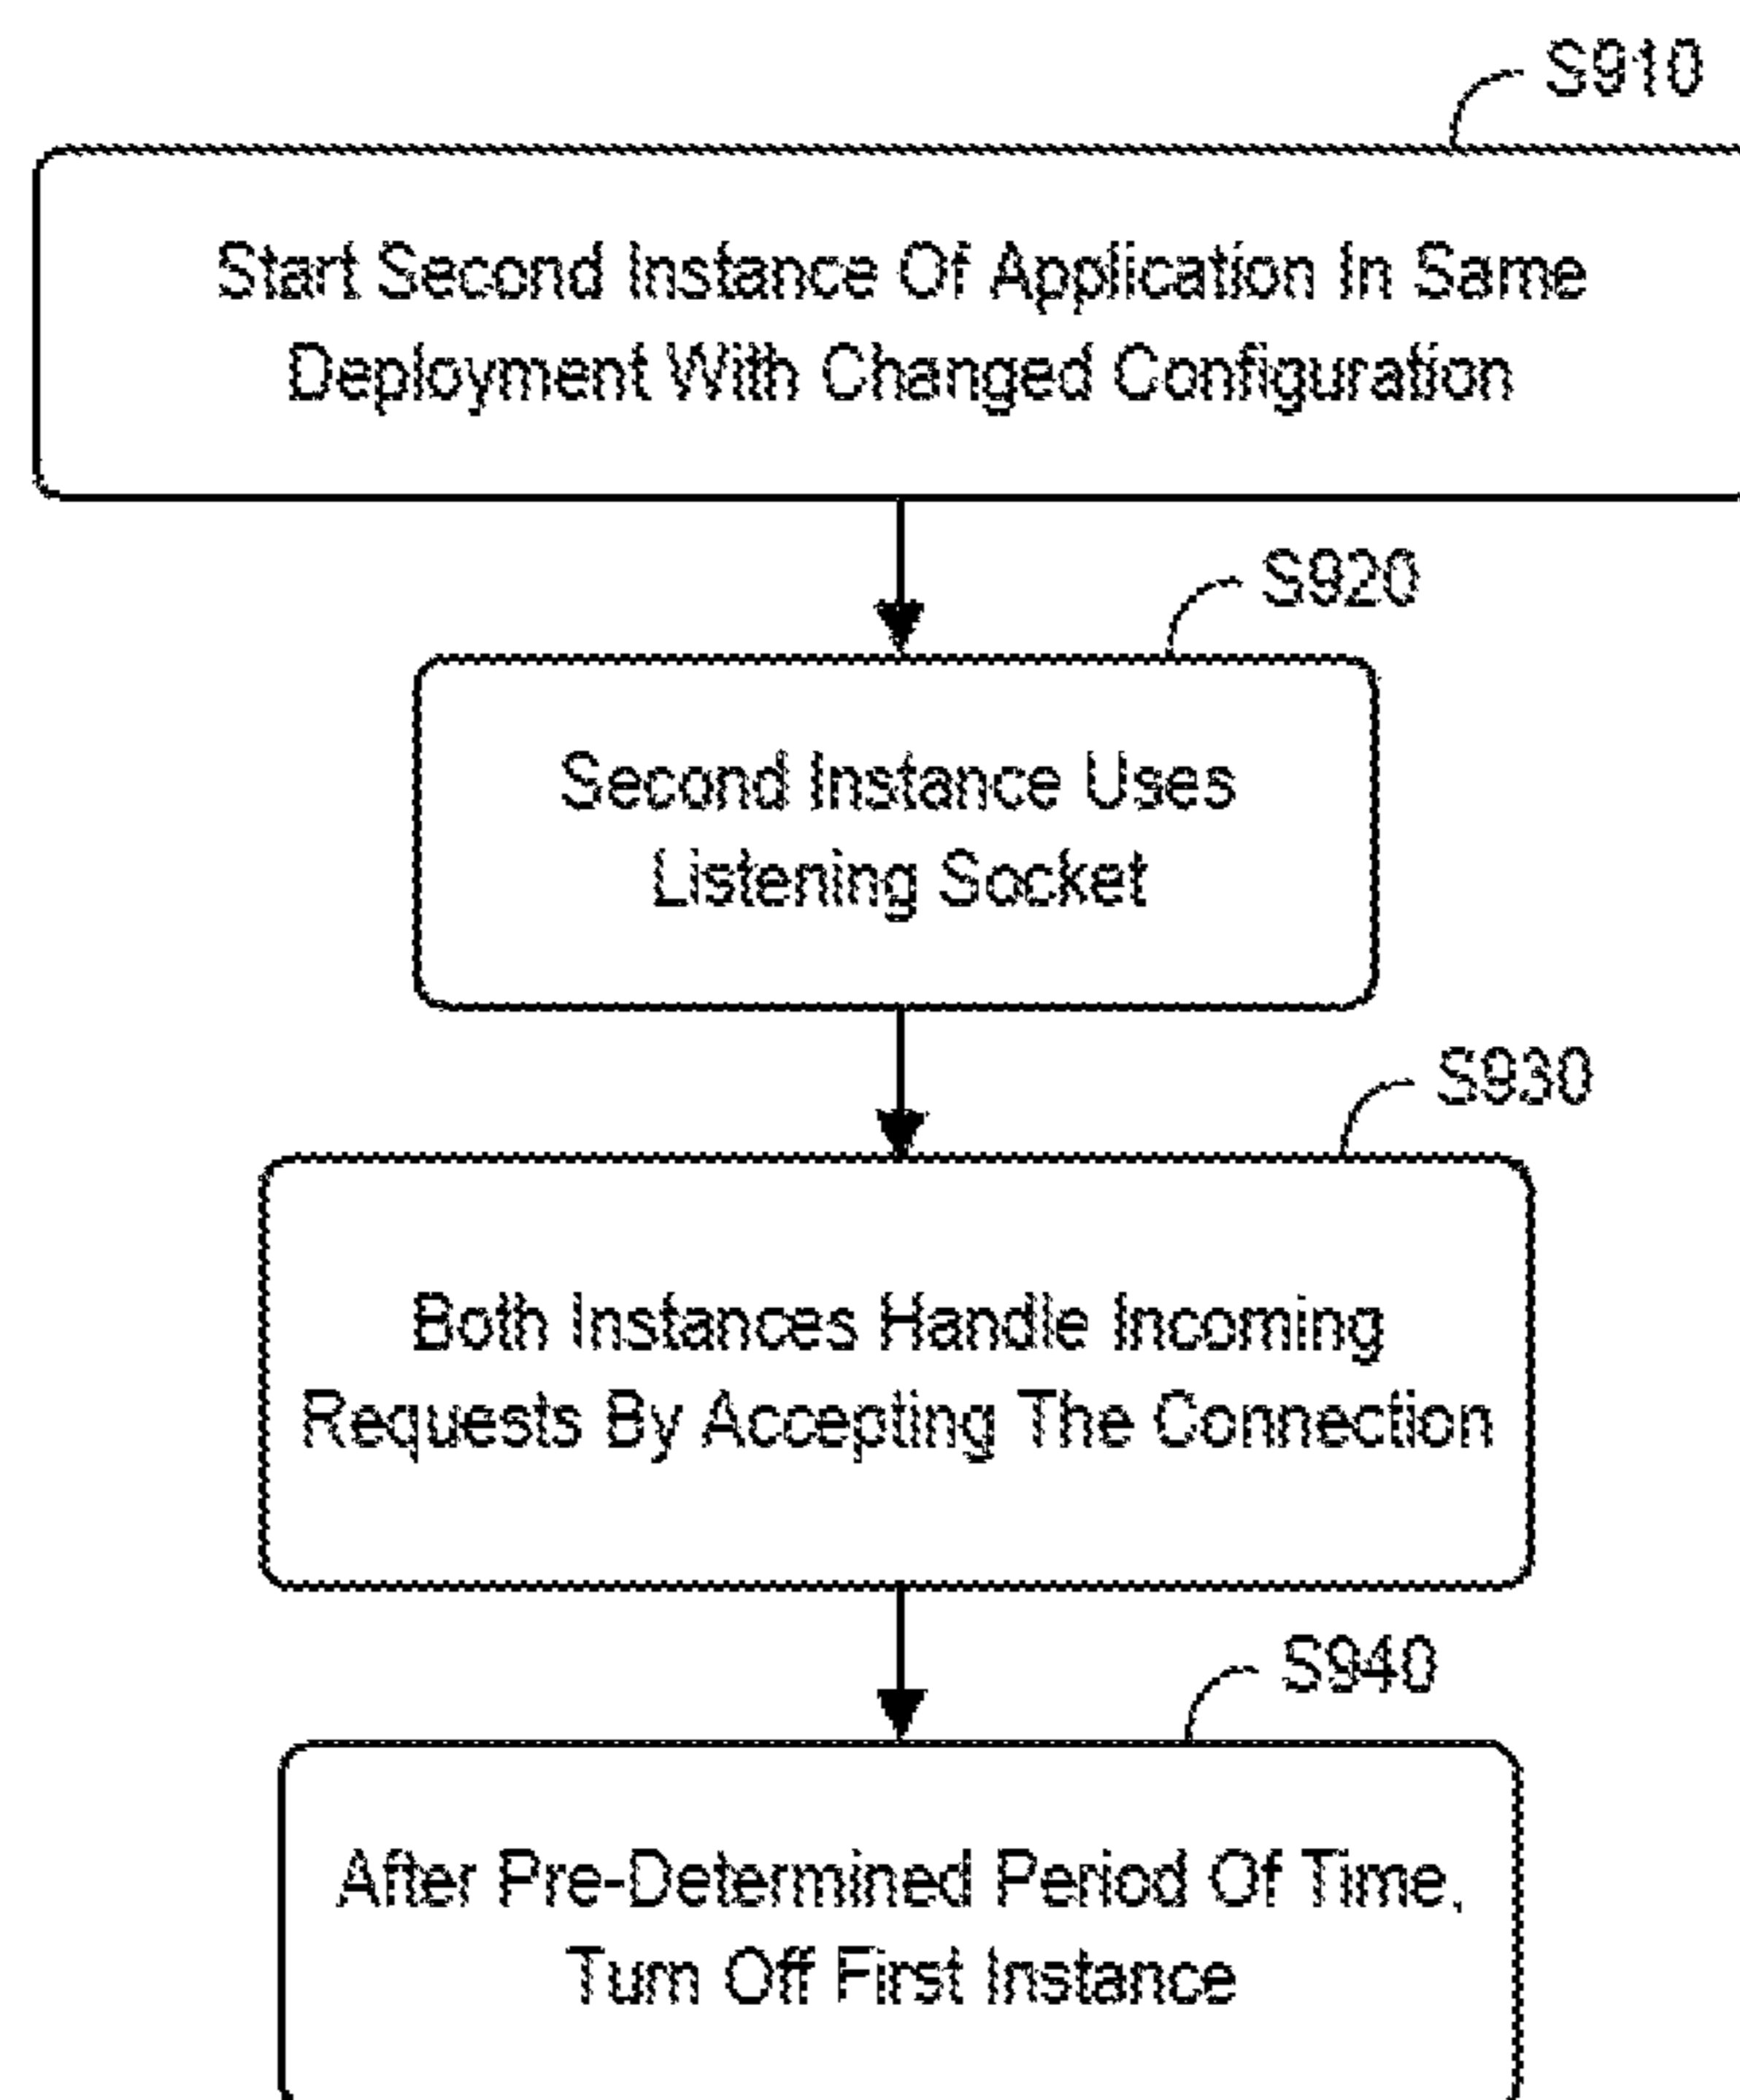 S910
Start Second Instance Of Application In Same
Deployment With Changed Configuration
S920
Second Instance Uses
Listening Socket
S930
Both Instances Handle Incoming
Requests By Accepting The Connection
S940
After Pre-Determined Period Of Time,
Turn Off First Instance